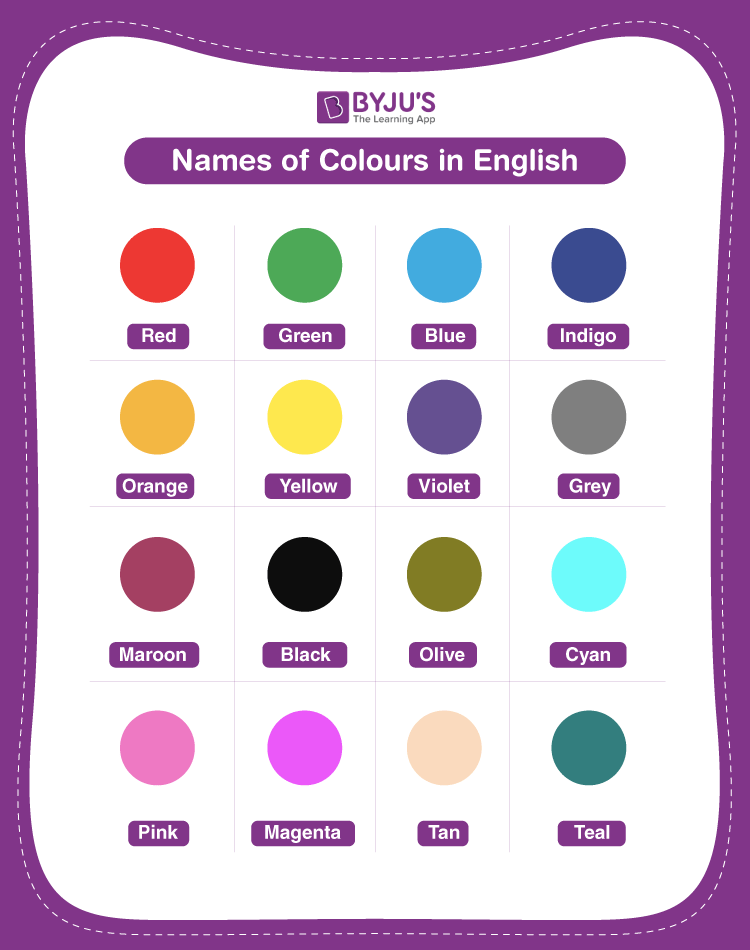 BYJU'S
The Learning App
Names of Colours in English
Red Green Blue Indigo
Orange Yellow Violet Grey
Maroon Black Olive Cyan
Pink Magenta Tan Teal